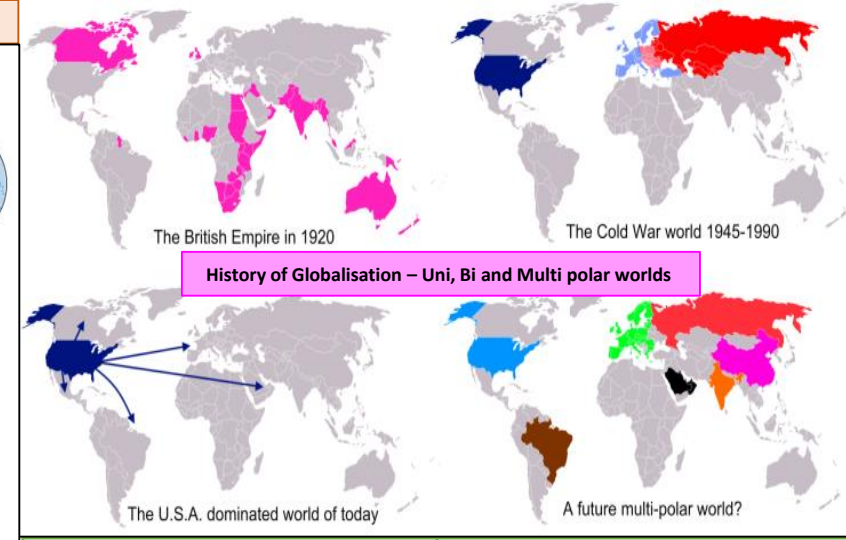 The British Empire in 1920
The Cold War world 1945-1990
History of Globalisation – Uni, Bi and Multi polar worlds
The U.S.A. dominated world of today
A future multi-polar world?